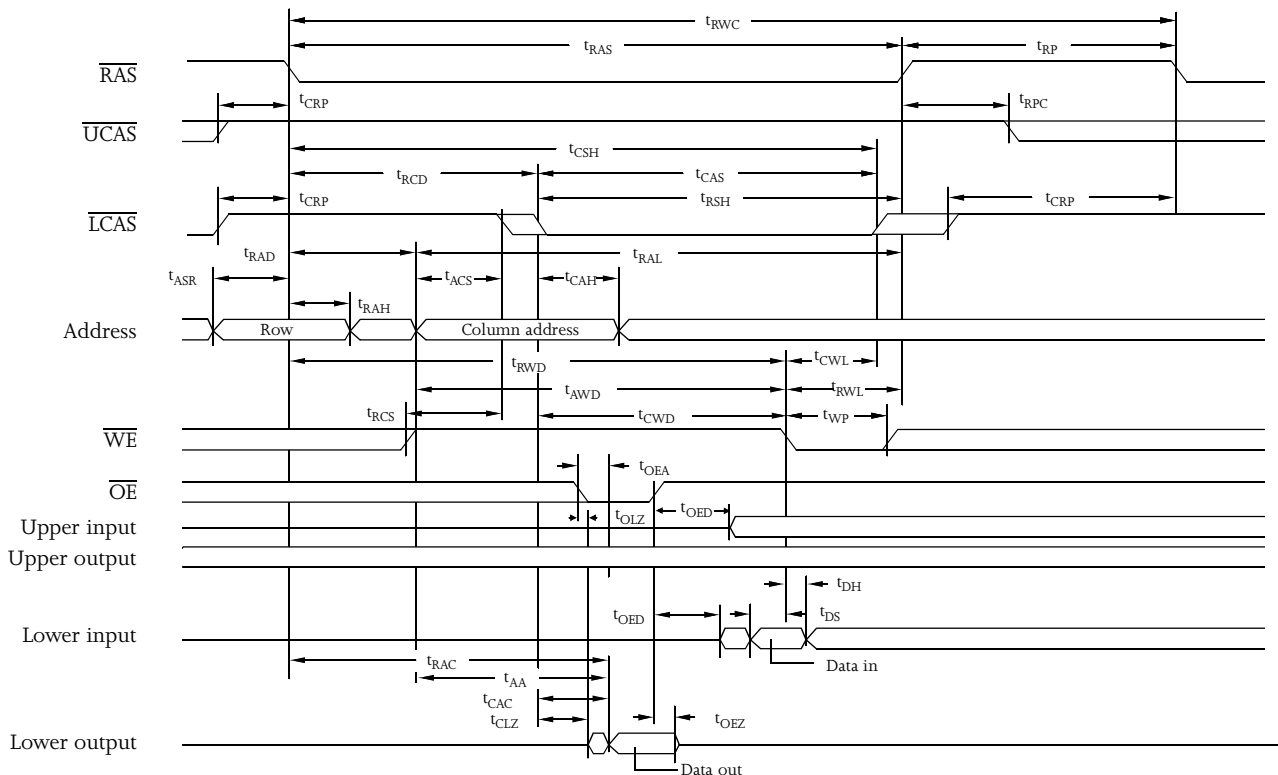 tRWC
tRAS
tRP
RAS
tCRP
tRPC
UCAS
tCSH
tRCD
tCAS
tCRP
tRSH
tCRP
LCAS
tRAD
tRAL
tASR
tACS
tCAH
tRAH
Address
Row
Column address
tRWD
tCWL
tAWD
tRWL
tRCS
tCWD
tWP
WE
tOEA
OE
tOLZ
tOED
Upper input
Upper output
tDH
tOED
tDS
Lower input
Data in
tRAC
tAA
tCAC
tCLZ
tOEZ
Lower output
Data out